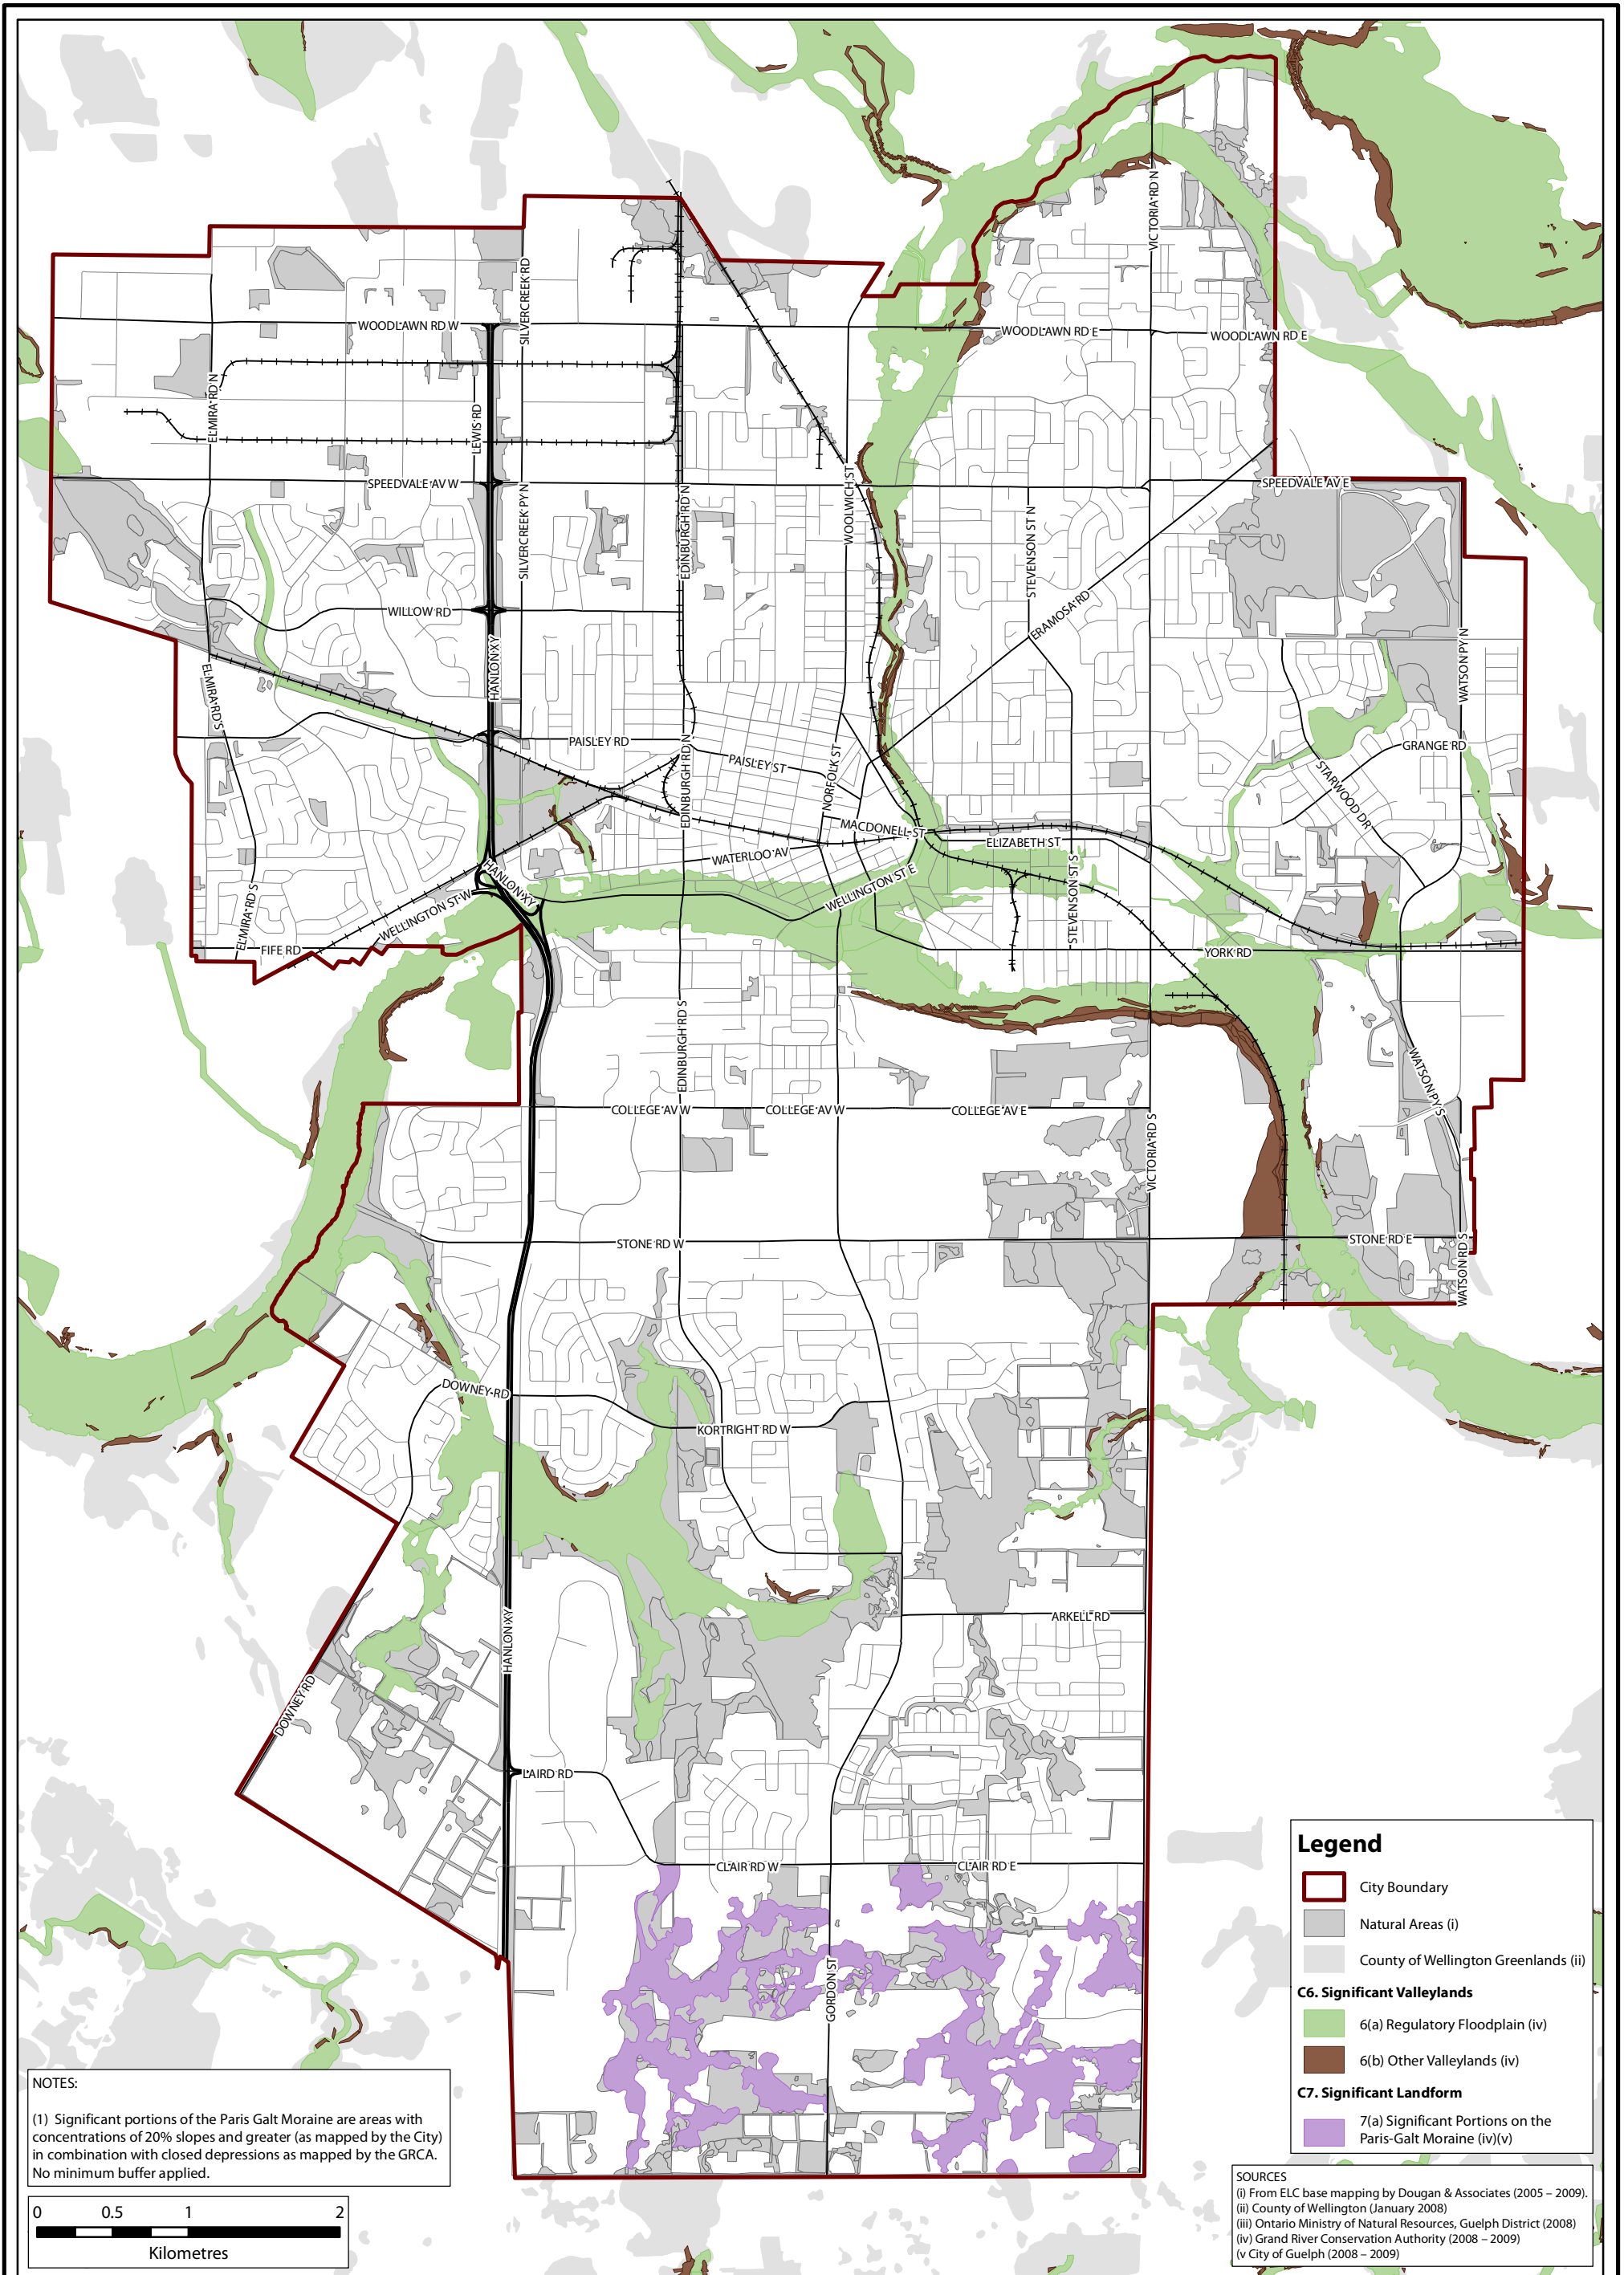 VICTORIA RD N
SILVERCREEK RD
WOODLAWN RD W
WOODLAWN RD E
WOODLAWN RD E
ELMIRA RD N
LEWIS RD
SPEEDVALE AV W
SPEEDVALE AV E
WOOLWICH ST
SILVERCREEK PY N
EDINBURGH RD N
STEVENSON ST N
WILLOW RD
ERAMOSA RD
HANLON XY
ELMIRA RD S
WATSON PY N
PAISLEY RD
PAISLEY ST
GRANGE RD
EDINBURGH RD N
NORFOLK ST
STARWOOD DR
MACDONELL ST
ELIZABETH ST
WATERLOO AV
HANLON XY
WELLINGTON ST E
ELMIRA RD S
WELLINGTON ST W
STEVENSON ST S
FIFE RD
YORK RD
EDINBURGH RD S
WATSON PY S
COLLEGE AV W
COLLEGE AV W
COLLEGE AV E
VICTORIA RD S
STONE RD W
STONE RD E
WATSON RD S
DOWNEY RD
KORTRIGHT RD W
HANLON XY
ARKELL RD
DOWNEY RD
LAIRD RD
CLAIR RD W
CLAIR RD E
GORDON ST
Legend
City Boundary
Natural Areas (i)
County of Wellington Greenlands (ii)
C6. Significant Valleylands
6(a) Regulatory Floodplain (iv)
6(b) Other Valleylands (iv)
C7. Significant Landform
7(a) Significant Portions on the
Paris-Galt Moraine (iv)(v)
NOTES:
(1) Significant portions of the Paris Galt Moraine are areas with
concentrations of 20% slopes and greater (as mapped by the City)
in combination with closed depressions as mapped by the GRCA.
No minimum buffer applied.
0 0.5 1 2
Kilometres
SOURCES
(i) From ELC base mapping by Dougan & Associates (2005 – 2009).
(ii) County of Wellington (January 2008)
(iii) Ontario Ministry of Natural Resources, Guelph District (2008)
(iv) Grand River Conservation Authority (2008 – 2009)
(v City of Guelph (2008 – 2009)